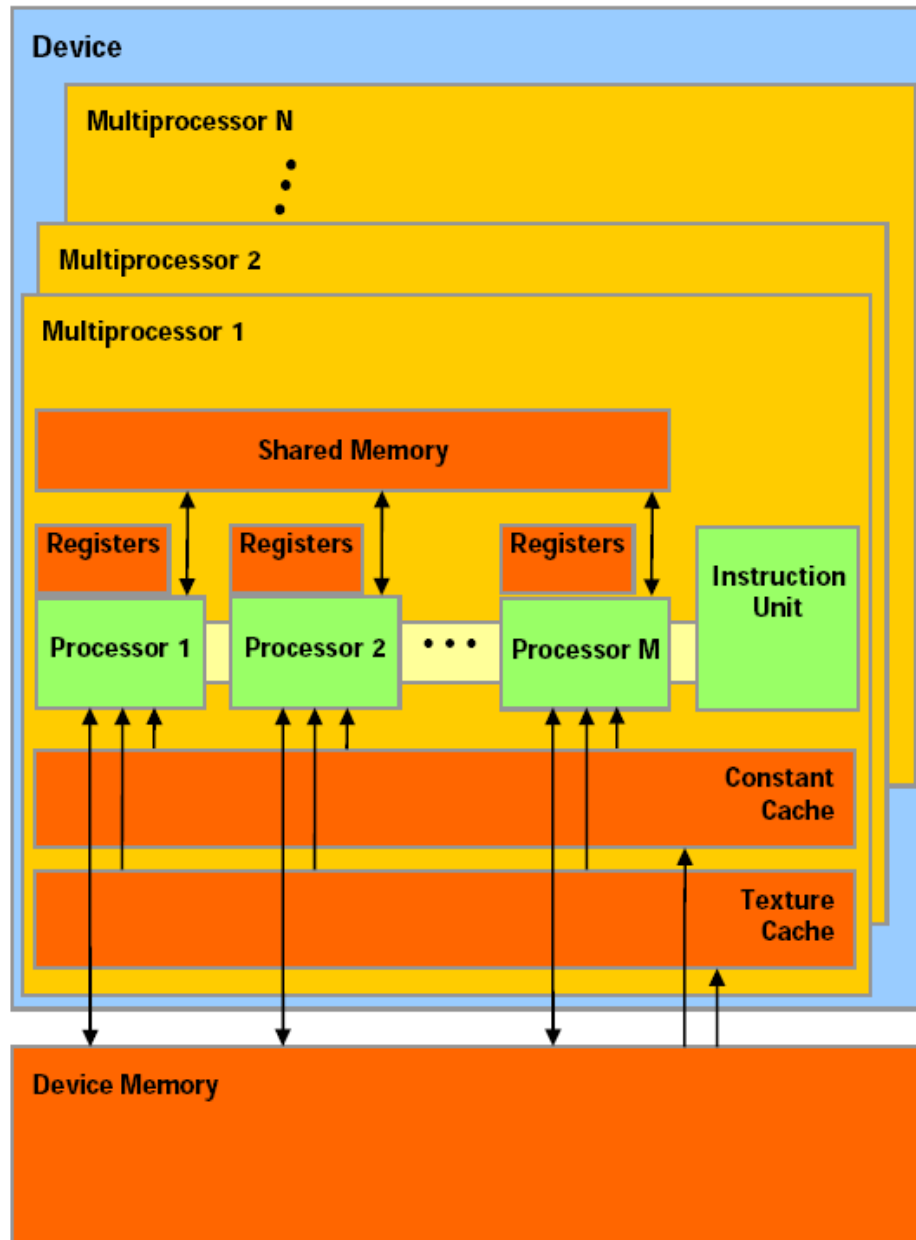 Device
Multiprocessor N
Multiprocessor 2
Multiprocessor 1
Shared Memory
Registers
Registers
Registers
Instruction
Unit
Processor 1
Processor 2
Processor M
Constant
Cache
Texture
Cache
Device Memory